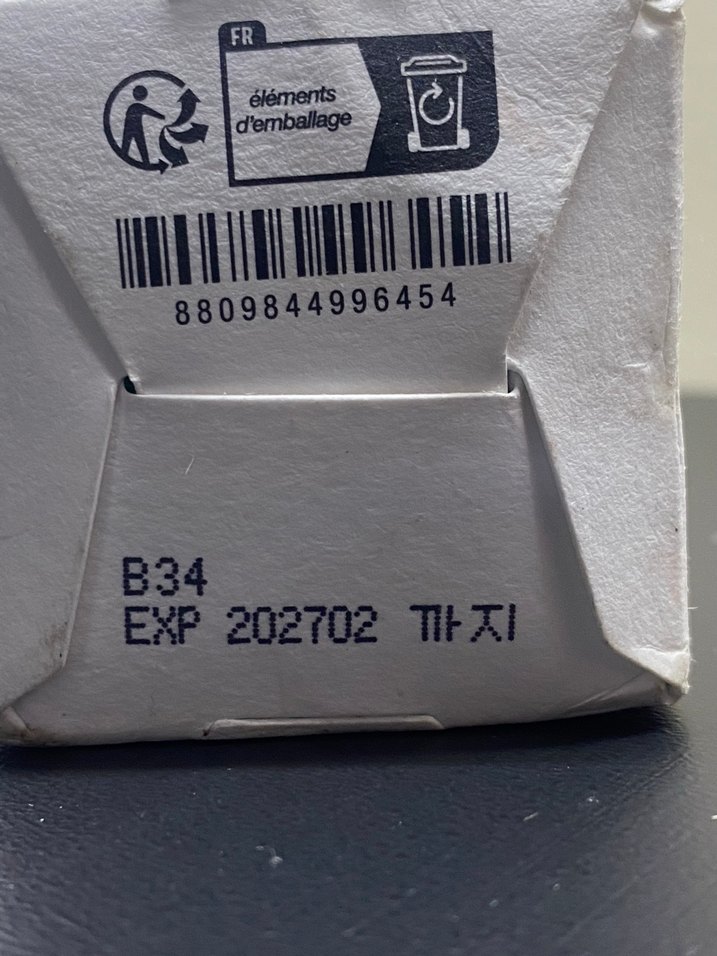 FR
éléments
d'emballage
8809844996454
B34
EXP 202702 까지